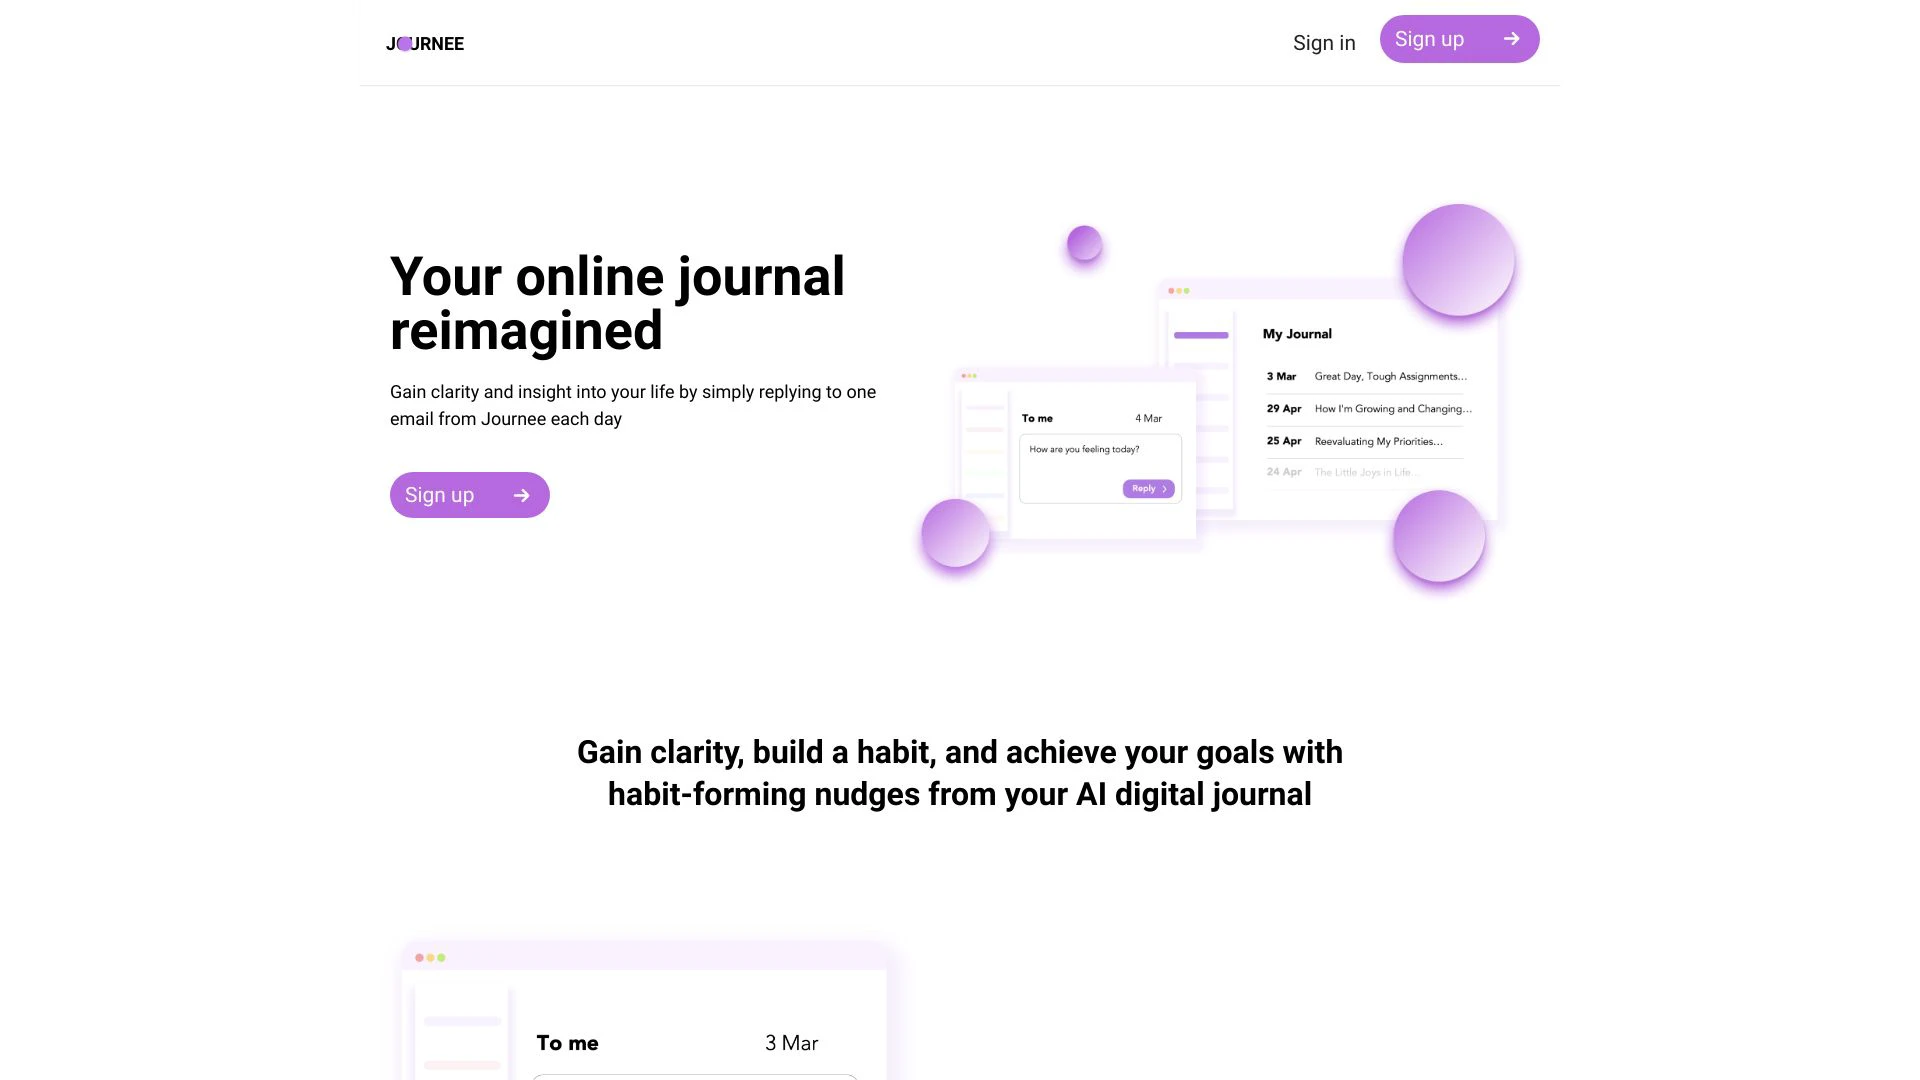 JOURNEE
Sign in
Sign up
Your online journal
reimagined
Gain clarity and insight into your life by simply replying to one
email from Journee each day
Sign up
My Journal
3 Mar Great Day, Tough Assignments...
29 Apr How I'm Growing and Changing...
25 Apr Reevaluating My Priorities...
24 Apr The Little Joys in Life...
To me 4 Mar
How are you feeling today?
Reply
Gain clarity, build a habit, and achieve your goals with
habit-forming nudges from your AI digital journal
To me 3 Mar